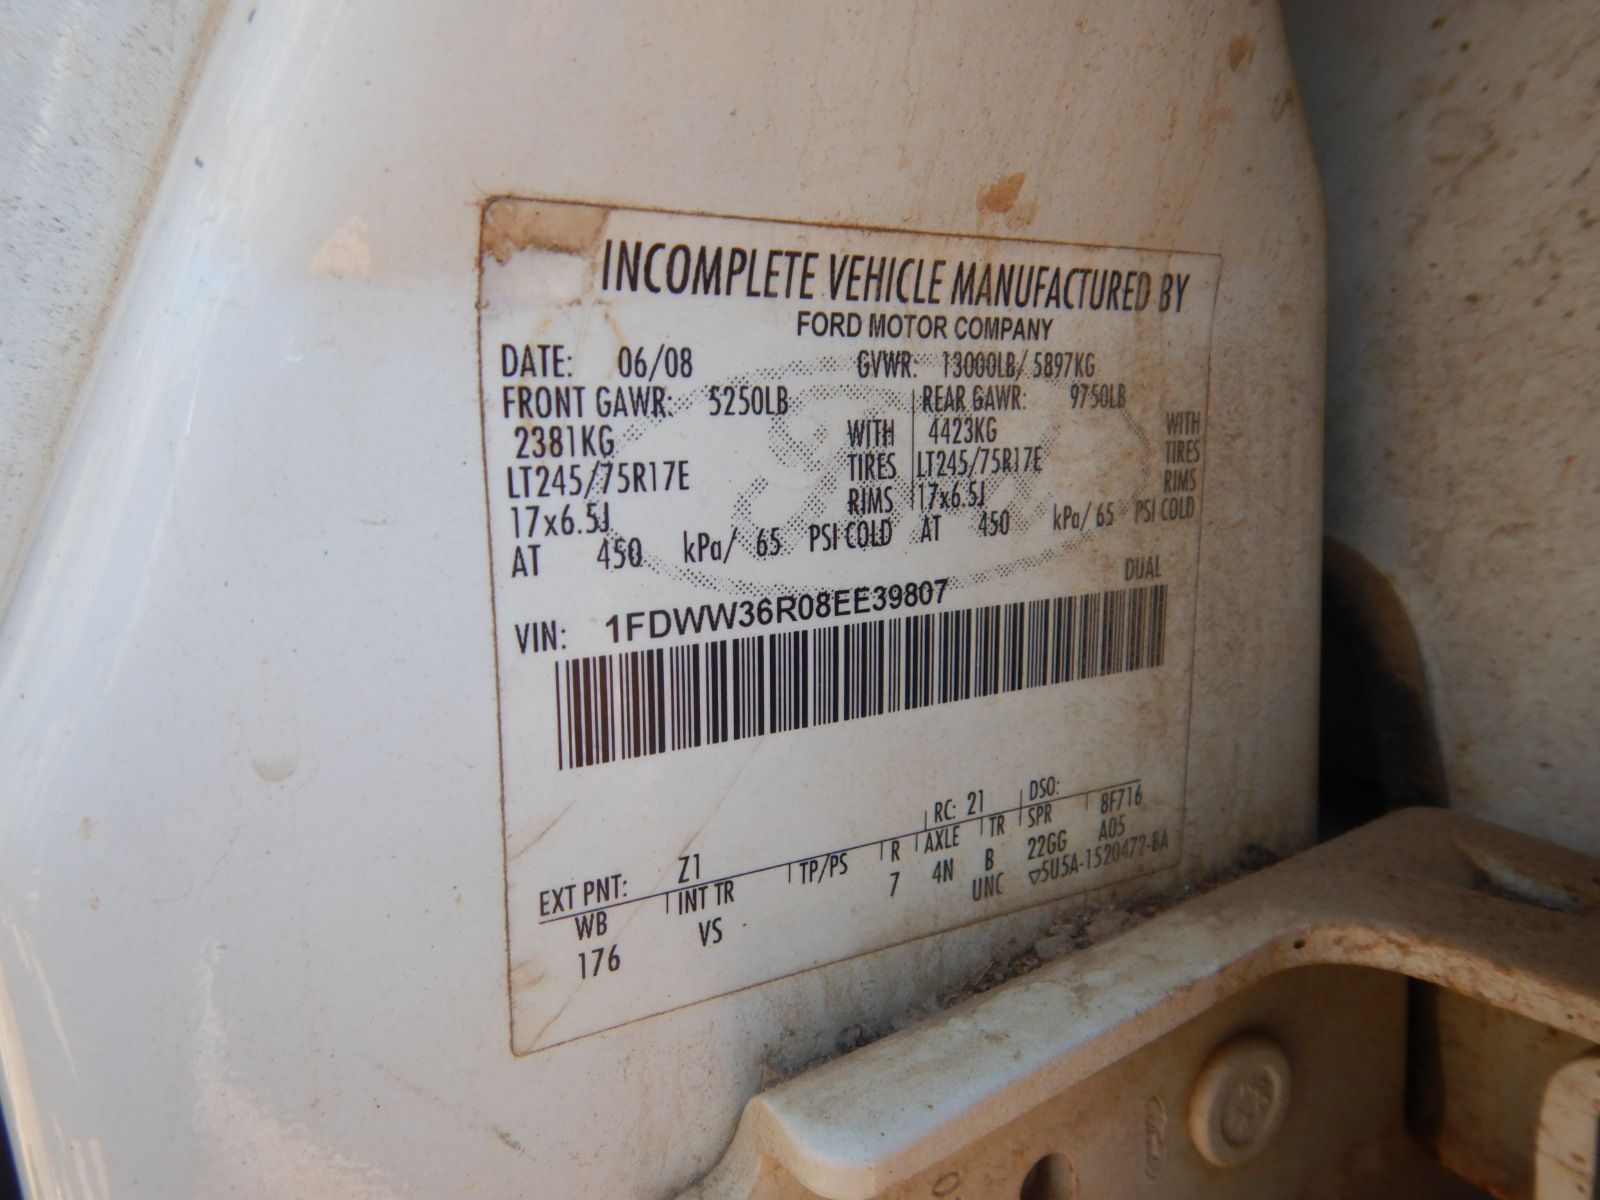 INCOMPLETE VEHICLE MANUFACTURED BY
FORD MOTOR COMPANY
DATE: 06/08 GVWR: 13000LB/ 5897KG
FRONT GAWR: 5250LB REAR GAWR: 9750LB
2381KG WITH 4423KG WITH
LT245/75R17E TIRES LT245/75R17E TIRES
17x6.5J RIMS 17x6.5J RIMS
AT 450 kPa/ 65 PSI COLD AT 450 kPa/ 65 PSI COLD
DUAL
VIN: 1FDWW36R08EE39807
EXT PNT: Z1 RC: 21 DSO:
WB INT TR TP/PS R AXLE TR SPR 8F716
176 VS 7 4N B 22GG A05
UNC 5U5A-1520472-BA